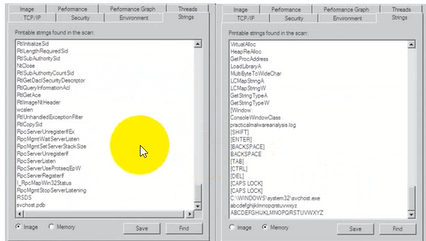 Image
Performance
Performance Graph
Threads
TCP/IP
Security
Environment
Strings
Printable strings found in the scan:
RtlInitializeSid
RtlLengthRequiredSid
RtlSubAuthoritySid
NtClose
RtlSubAuthorityCountSid
RtlGetDaclSecurityDescriptor
RtlQueryInformationAcl
RtlGetAce
RtlImageNtHeader
wcslen
RtlUnhandledExceptionFilter
RtlCopySid
RpcServerUnregisterIfEx
RpcMgmtWaitServerListen
RpcMgmtSetServerStackSize
RpcServerUnregisterIf
RpcServerListen
RpcServerUseProtseqEpW
RpcServerRegisterIf
I_RpcMapWin32Status
RpcMgmtStopServerListening
RSDS
svchost.pdb
Image
Memory
Save
Find
Image
Performance
Performance Graph
Threads
TCP/IP
Security
Environment
Strings
Printable strings found in the scan:
VirtualAlloc
HeapReAlloc
GetProcAddress
LoadLibraryA
MultiByteToWideChar
LCMapStringA
LCMapStringW
GetStringTypeA
GetStringTypeW
[Window:
ConsoleWindowClass
practicalmalwareanalysis.log
[SHIFT]
[ENTER]
[BACKSPACE]
BACKSPACE
[TAB]
[CTRL]
[DEL]
[CAPS LOCK]
[CAPS LOCK]
C:\WINDOWS\system32\svchost.exe
abcdefghijklmnopqrstuvwxyz
ABCDEFGHIJKLMNOPQRSTUVWXYZ
Image
Memory
Save
Find